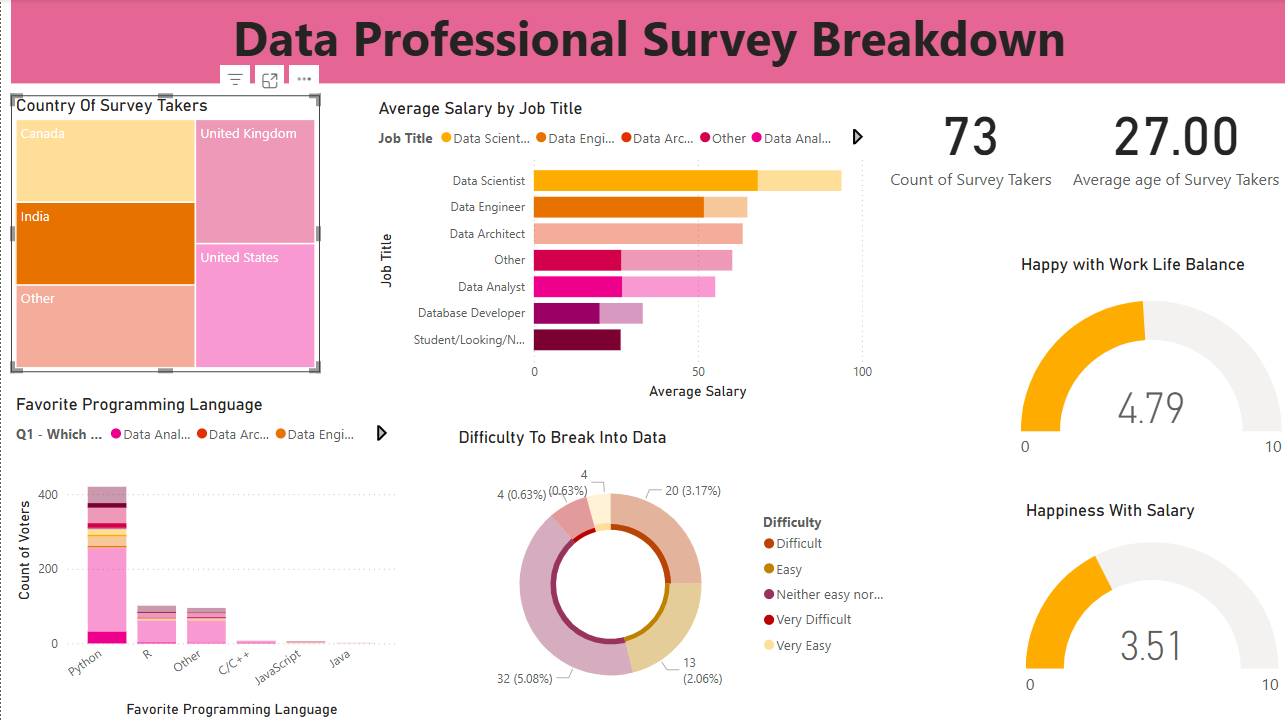 Data Professional Survey Breakdown
Country Of Survey Takers
Canada
United Kingdom
India
United States
Other
Average Salary by Job Title
Job Title
Data Scient...
Data Engi...
Data Arc...
Other
Data Anal...
Job Title
Data Scientist
Data Engineer
Data Architect
Other
Data Analyst
Database Developer
Student/Looking/N...
0
50
100
Average Salary
73
Count of Survey Takers
27.00
Average age of Survey Takers
Happy with Work Life Balance
4.79
0
10
Favorite Programming Language
Q1 - Which ...
Data Anal...
Data Arc...
Data Engi...
Count of Voters
400
200
0
Python
R
Other
C/C++
JavaScript
Java
Favorite Programming Language
Difficulty To Break Into Data
4
(0.63%)
4 (0.63%)
20 (3.17%)
32 (5.08%)
13
(2.06%)
Difficulty
Difficult
Easy
Neither easy nor...
Very Difficult
Very Easy
Happiness With Salary
3.51
0
10